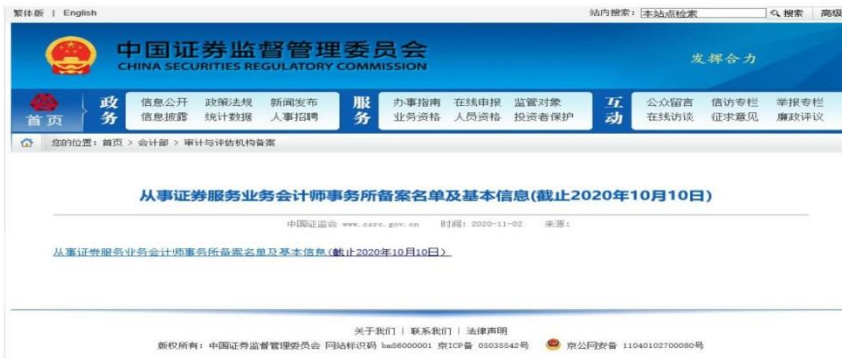 繁体版 | English 站内搜索: 本站点检索 搜索 高级
中国证券监督管理委员会
CHINA SECURITIES REGULATORY COMMISSION
发挥合力
首页 政务 信息公开 政策法规 新闻发布 服务 办事指南 在线申报 监管对象 互动 公众留言 信访专栏 举报专栏
信息披露 统计数据 人事招聘 业务资格 人员资格 投资者保护 在线访谈 征求意见 廉政评议
您的位置: 首页 > 会计部 > 审计与评估机构备案
从事证券服务业务会计师事务所备案名单及基本信息(截止2020年10月10日)
中国证监会 www.csrc.gov.cn 时间: 2020-11-02 来源:
从事证券服务业务会计师事务所备案名单及基本信息(截止2020年10月10日)
关于我们 | 联系我们 | 法律声明
版权所有: 中国证券监督管理委员会 网站标识码 bm56000001 京ICP备 05035542号 京公网安备 11040102700080号